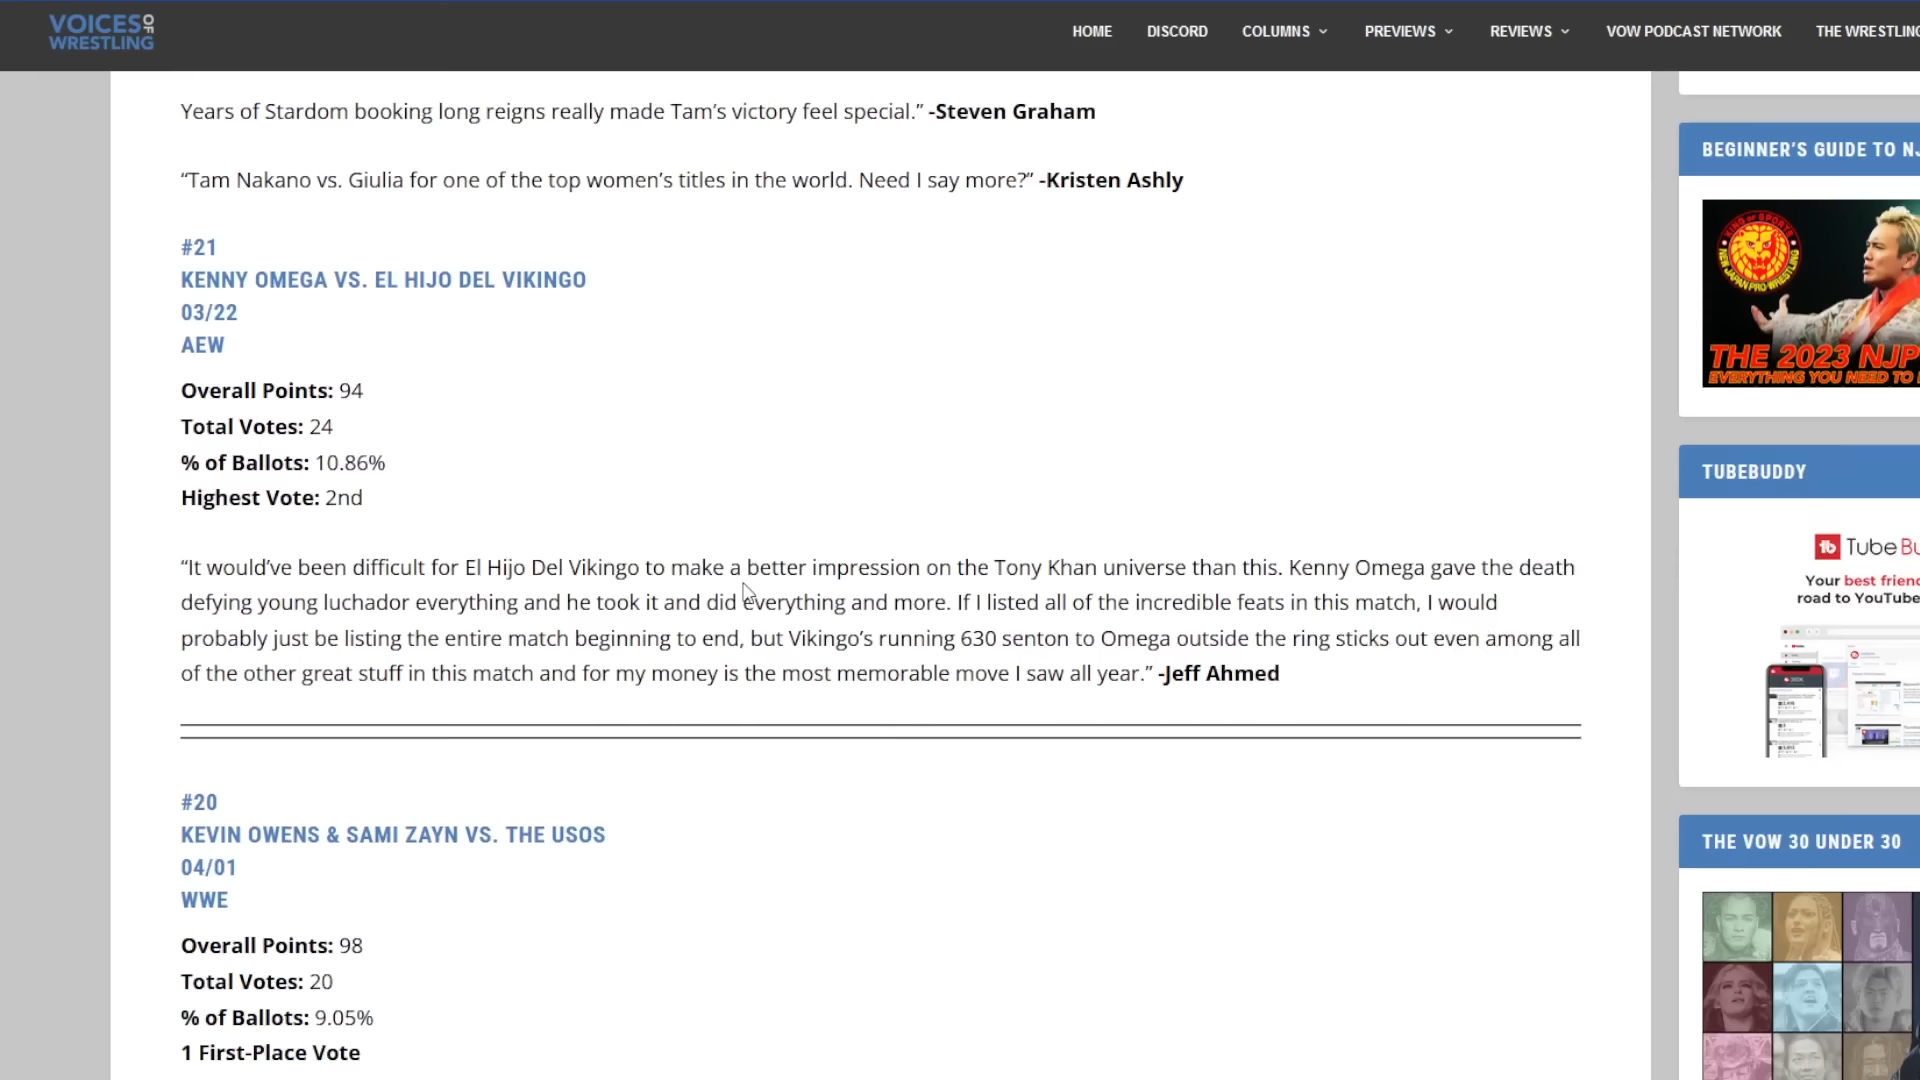 VOICES OF
WRESTLING
HOME
DISCORD
COLUMNS
PREVIEWS
REVIEWS
VOW PODCAST NETWORK
THE WRESTLING
Years of Stardom booking long reigns really made Tam’s victory feel special.” -Steven Graham
“Tam Nakano vs. Giulia for one of the top women’s titles in the world. Need I say more?” -Kristen Ashly
#21
KENNY OMEGA VS. EL HIJO DEL VIKINGO
03/22
AEW
Overall Points: 94
Total Votes: 24
% of Ballots: 10.86%
Highest Vote: 2nd
“It would’ve been difficult for El Hijo Del Vikingo to make a better impression on the Tony Khan universe than this. Kenny Omega gave the death
defying young luchador everything and he took it and did everything and more. If I listed all of the incredible feats in this match, I would
probably just be listing the entire match beginning to end, but Vikingo’s running 630 senton to Omega outside the ring sticks out even among all
of the other great stuff in this match and for my money is the most memorable move I saw all year.” -Jeff Ahmed
#20
KEVIN OWENS & SAMI ZAYN VS. THE USOS
04/01
WWE
Overall Points: 98
Total Votes: 20
% of Ballots: 9.05%
1 First-Place Vote
BEGINNER’S GUIDE TO NJ
KING OF SPORTS
NEW JAPAN PRO-WRESTLING
THE 2023 NJP
EVERYTHING YOU NEED TO
TUBEBUDDY
tb TubeBu
Your best friend
road to YouTube
THE VOW 30 UNDER 30